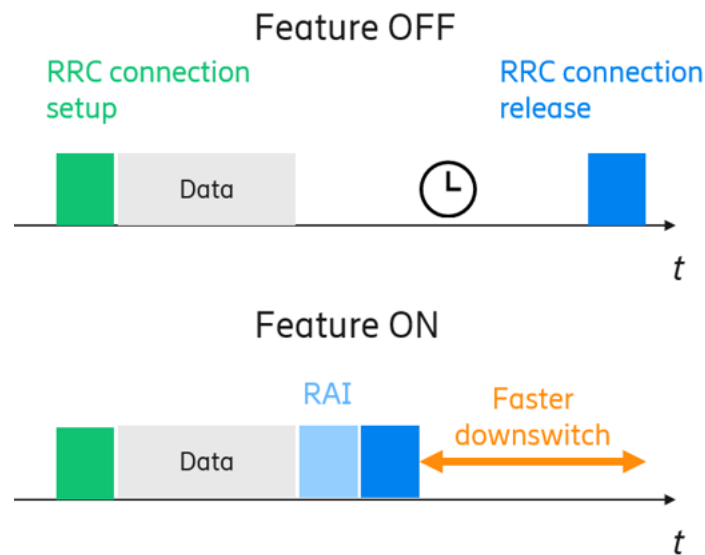 Feature OFF
RRC connection
setup
RRC connection
release
Data
t
Feature ON
RAI
Faster
downswitch
Data
t